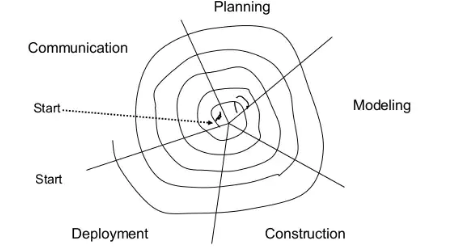 Planning
Communication
Start
Modeling
Start
Deployment
Construction